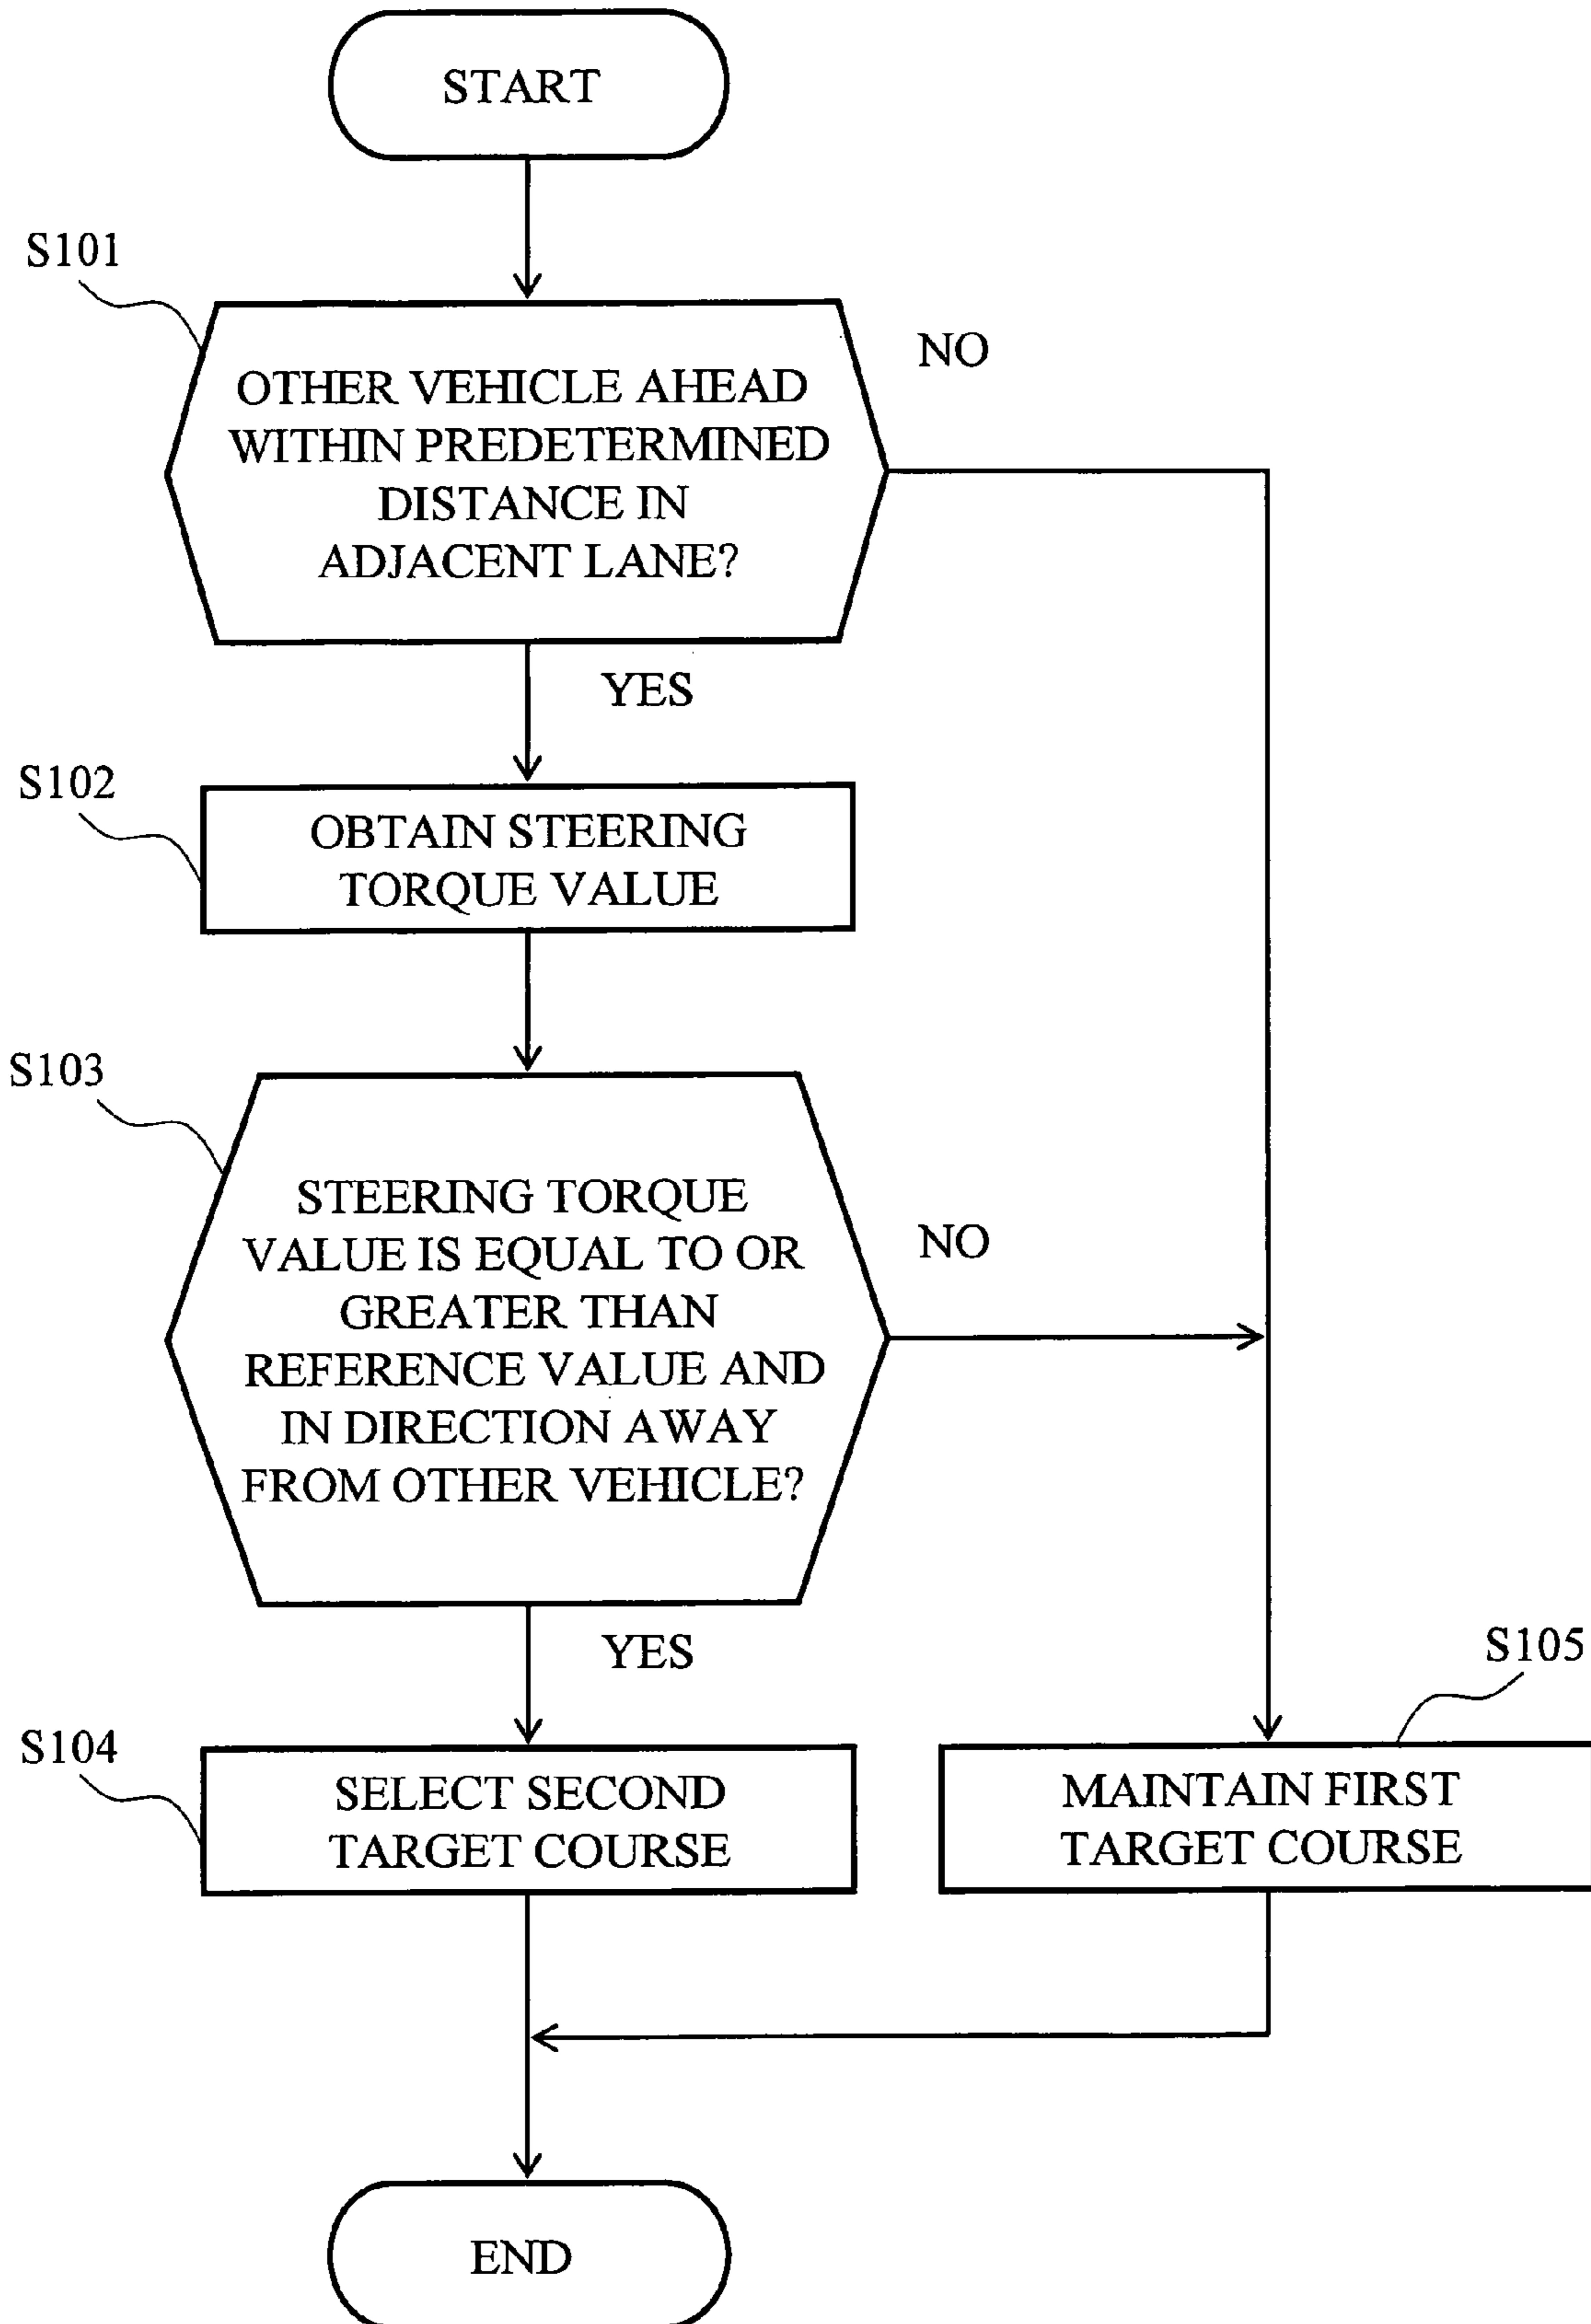 START
S101
OTHER VEHICLE AHEAD
WITHIN PREDETERMINED
DISTANCE IN
ADJACENT LANE?
NO
YES
S102
OBTAIN STEERING
TORQUE VALUE
S103
STEERING TORQUE
VALUE IS EQUAL TO OR
GREATER THAN
REFERENCE VALUE AND
IN DIRECTION AWAY
FROM OTHER VEHICLE?
NO
YES
S104
SELECT SECOND
TARGET COURSE
S105
MAINTAIN FIRST
TARGET COURSE
END